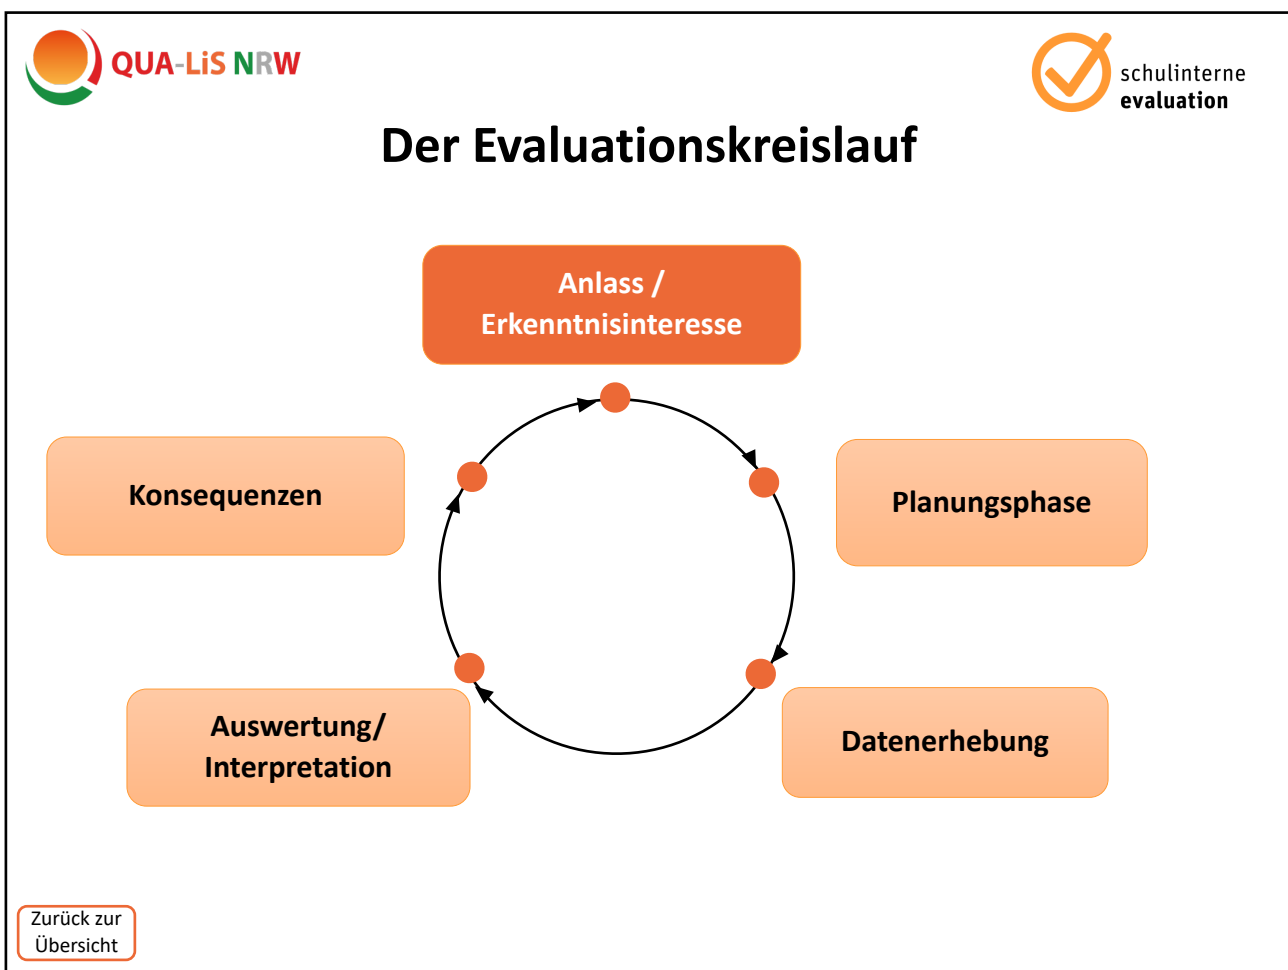 QUA-LiS NRW
schulinterne
evaluation
Der Evaluationskreislauf
Anlass /
Erkenntnisinteresse
Konsequenzen
Planungsphase
Auswertung/
Interpretation
Datenerhebung
Zurück zur
Übersicht